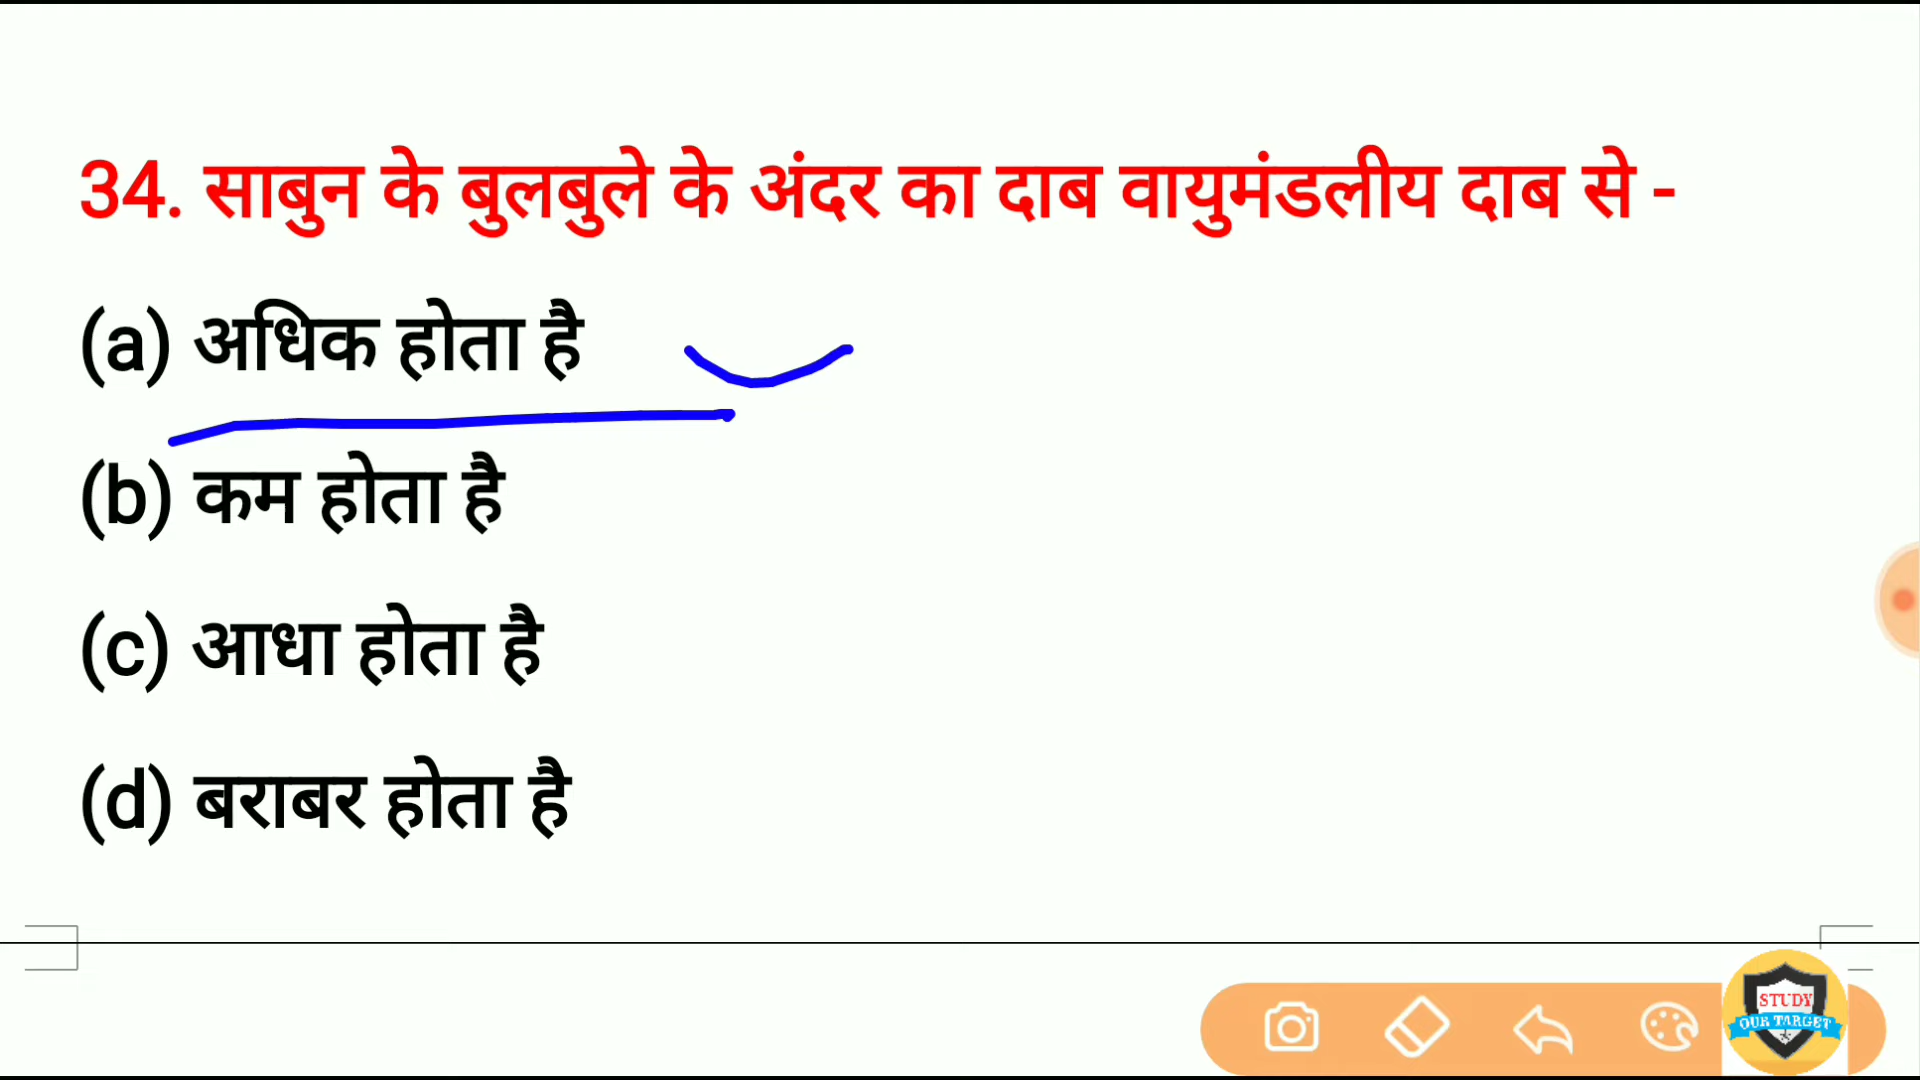 34. साबुन के बुलबुले के अंदर का दाब वायुमंडलीय दाब से -
(a) अधिक होता है
(b) कम होता है
(c) आधा होता है
(d) बराबर होता है
STUDY
OUR TARGET